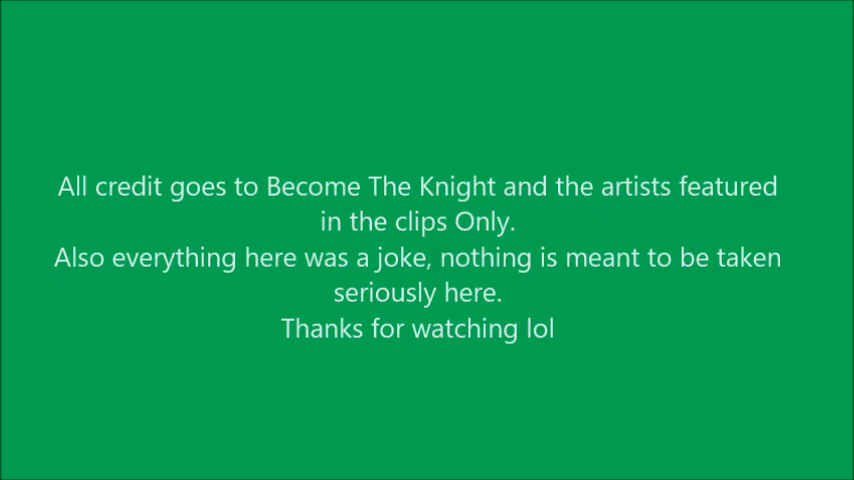 All credit goes to Become The Knight and the artists featured
in the clips Only.
Also everything here was a joke, nothing is meant to be taken
seriously here.
Thanks for watching lol